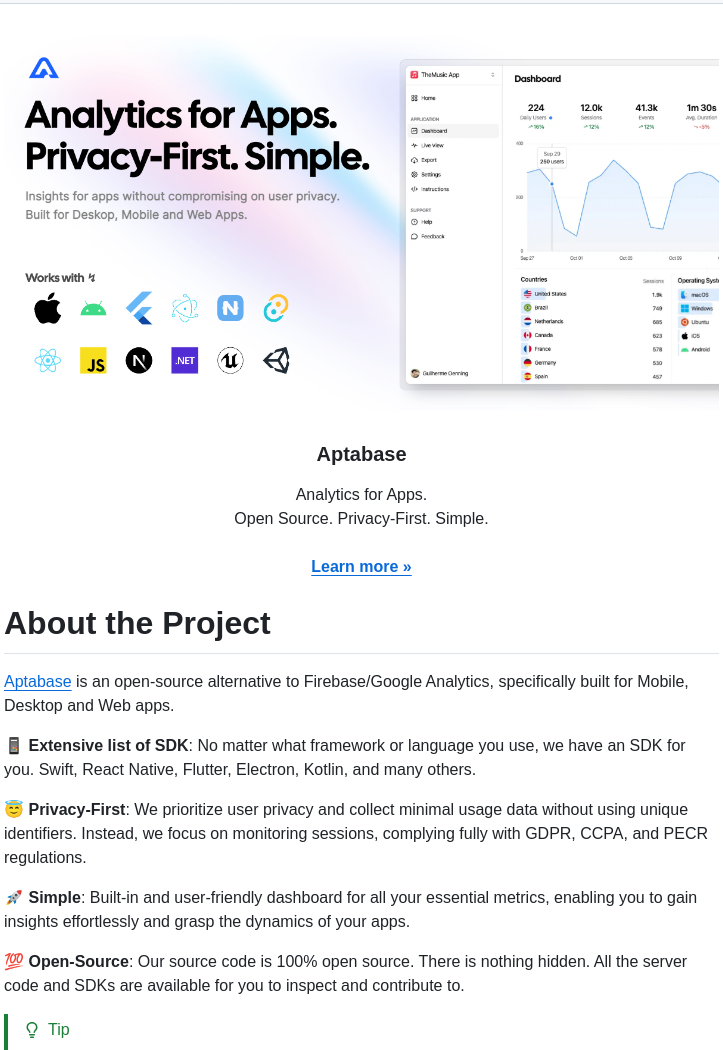 Analytics for Apps.
Privacy-First. Simple.
Insights for apps without compromising on user privacy.
Built for Deskop, Mobile and Web Apps.
Works with
JS
N
.NET
TheMusic App
Home
APPLICATION
Dashboard
Live View
Export
Settings
Instructions
SUPPORT
Help
Feedback
Guilherme Oenning
Dashboard
224 12.0k 41.3k 1m 30s
Daily Users Sessions Events Avg. Duration
16% 12% 12% -5%
400
Sep 29
250 users
200
0
Sep 27 Oct 01 Oct 05 Oct 09
Countries Sessions Operating Syste
United States 1.9k macOS
Brazil 749 Windows
Netherlands 685 Ubuntu
Canada 623 iOS
France 578 Android
Germany 530
Spain 457
Aptabase
Analytics for Apps.
Open Source. Privacy-First. Simple.
Learn more »
About the Project
Aptabase is an open-source alternative to Firebase/Google Analytics, specifically built for Mobile,
Desktop and Web apps.
📱 Extensive list of SDK: No matter what framework or language you use, we have an SDK for
you. Swift, React Native, Flutter, Electron, Kotlin, and many others.
😇 Privacy-First: We prioritize user privacy and collect minimal usage data without using unique
identifiers. Instead, we focus on monitoring sessions, complying fully with GDPR, CCPA, and PECR
regulations.
🚀 Simple: Built-in and user-friendly dashboard for all your essential metrics, enabling you to gain
insights effortlessly and grasp the dynamics of your apps.
💯 Open-Source: Our source code is 100% open source. There is nothing hidden. All the server
code and SDKs are available for you to inspect and contribute to.
Tip